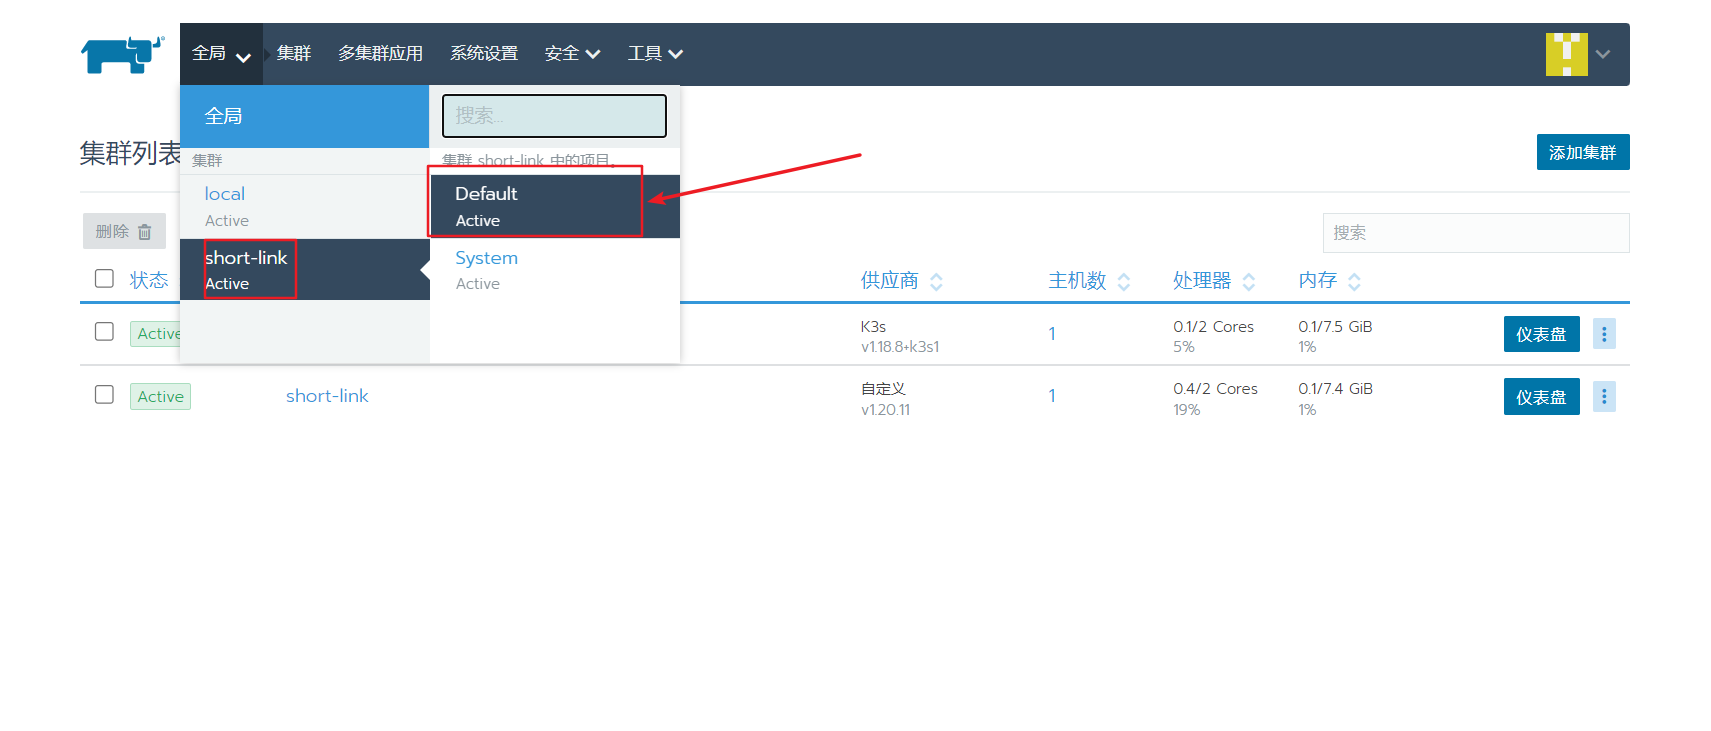 全局 集群 多集群应用 系统设置 安全 工具
全局
搜索...
集群列表
集群
集群 short-link 中的项目。
添加集群
local
Active
Default
Active
删除
搜索
short-link
Active
System
Active
状态 供应商 主机数 处理器 内存
Active K3s 1 0.1/2 Cores 0.1/7.5 GiB 仪表盘
v1.18.8+k3s1 5% 1%
Active short-link 自定义 1 0.4/2 Cores 0.1/7.4 GiB 仪表盘
v1.20.11 19% 1%